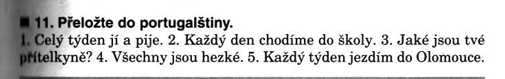 ■ 11. Přeložte do portugalštiny.
1. Celý týden jí a pije. 2. Každý den chodíme do školy. 3. Jaké jsou tvé
přítelkyně? 4. Všechny jsou hezké. 5. Každý týden jezdím do Olomouce.